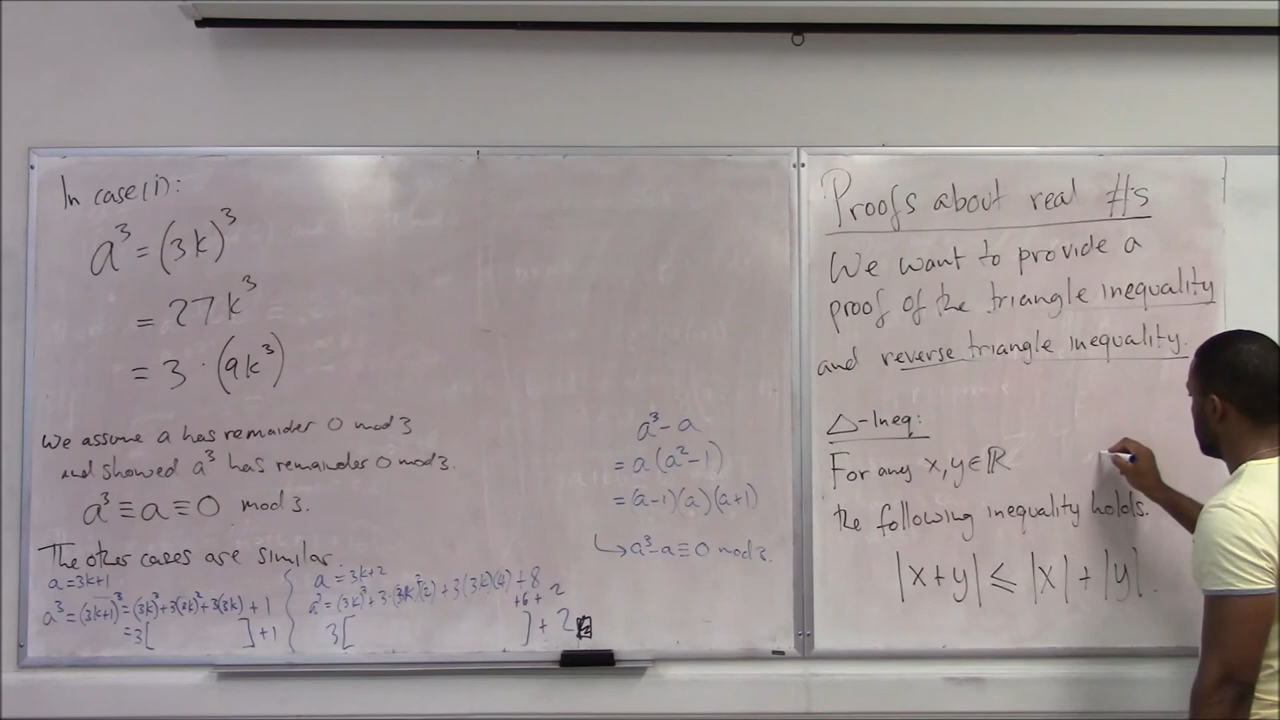 In case (i):
a³ = (3k)³
= 27k³
= 3 · (9k³)
We assume a has remaider 0 mod 3
and showed a³ has remainder 0 mod 3.
a³ ≡ a ≡ 0 mod 3.
The other cases are similar.
a = 3k+1
a³ = (3k+1)³ = (3k)³ + 3(3k)² + 3(3k) + 1
= 3[ ] + 1
a = 3k+2
a³ = (3k)³ + 3·(3k)²(2) + 3(3k)(4) + 8
+6 + 2
3[ ] + 2
a³ - a
= a(a² - 1)
= (a-1)(a)(a+1)
↳ a³ - a ≡ 0 mod 3.
Proofs about real #s
We want to provide a
proof of the triangle inequality
and reverse triangle inequality.
△-Ineq:
For any x, y ∈ ℝ
the following inequality holds.
|x+y| ≤ |x| + |y|.